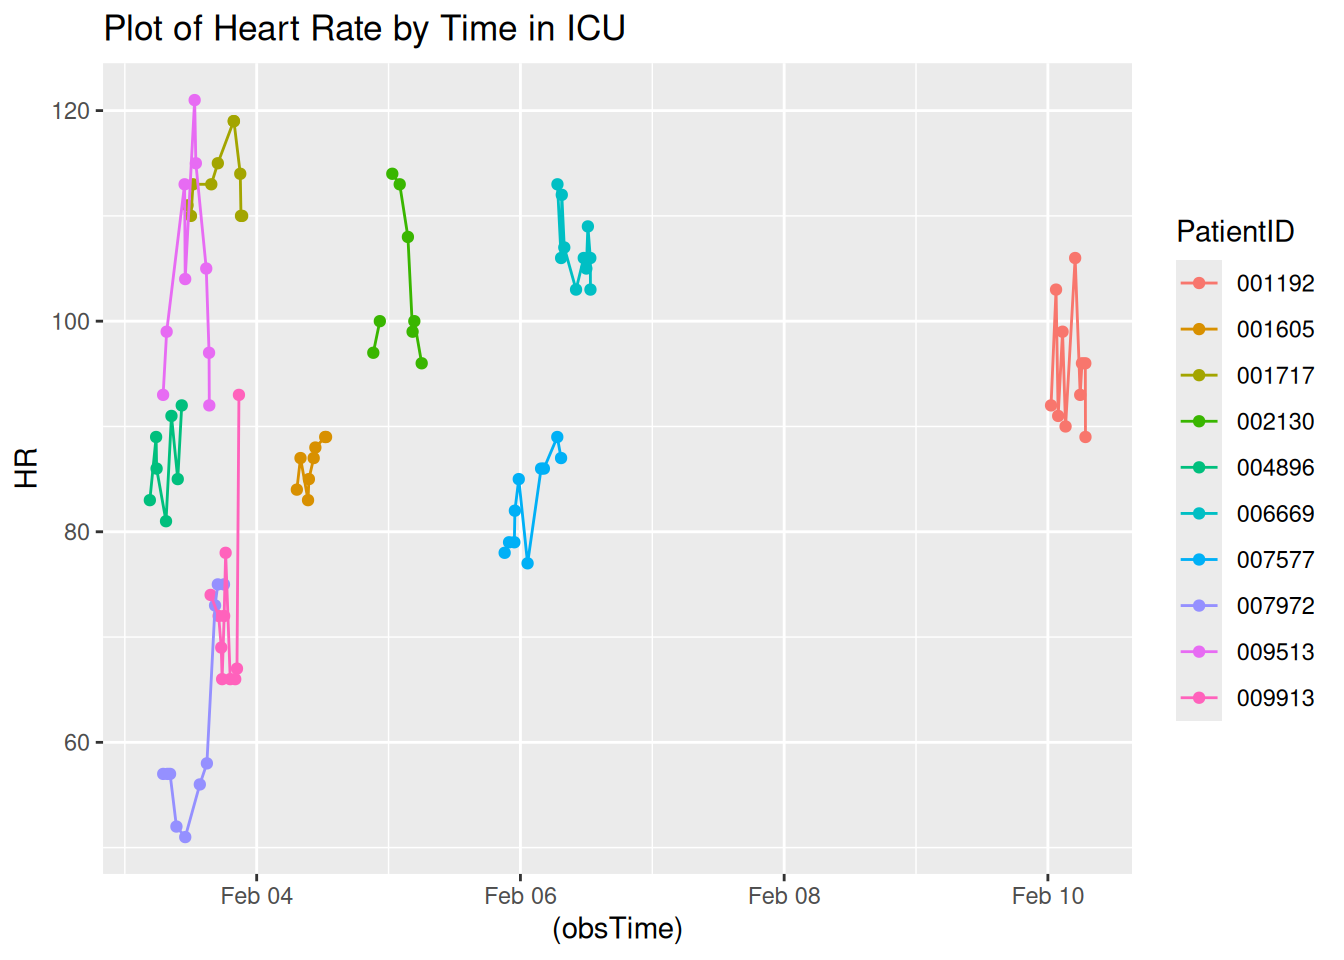 Plot of Heart Rate by Time in ICU
HR
120
100
80
60
Feb 04
Feb 06
Feb 08
Feb 10
(obsTime)
PatientID
001192
001605
001717
002130
004896
006669
007577
007972
009513
009913